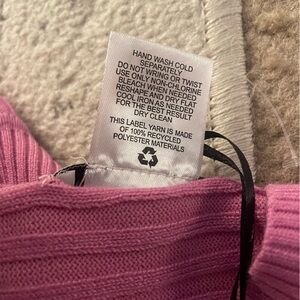 HAND WASH COLD
SEPARATELY
DO NOT WRING OR TWIST
USE ONLY NON-CHLORINE
BLEACH WHEN NEEDED
RESHAPE AND DRY FLAT
COOL IRON AS NEEDED
FOR THE BEST RESULT
DRY CLEAN
THIS LABEL YARN IS MADE
OF 100% RECYCLED
POLYESTER MATERIALS